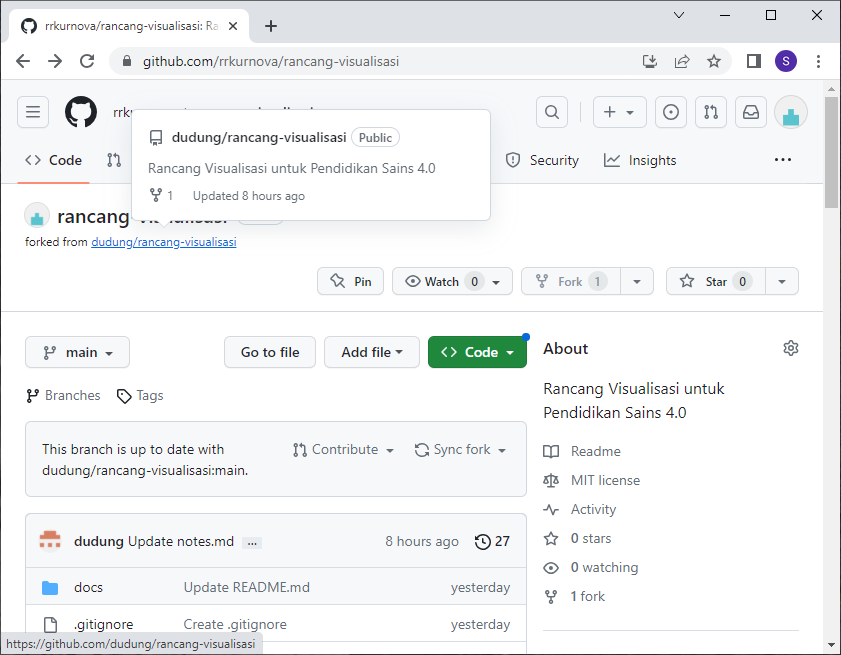 rrkurnova/rancang-visualisasi: Ra
github.com/rrkurnova/rancang-visualisasi
S
dudung/rancang-visualisasi Public
Rancang Visualisasi untuk Pendidikan Sains 4.0
1 Updated 8 hours ago
Code
Security
Insights
forked from dudung/rancang-visualisasi
Pin
Watch 0
Fork 1
Star 0
main
Go to file
Add file
Code
Branches
Tags
This branch is up to date with
dudung/rancang-visualisasi:main.
Contribute
Sync fork
dudung Update notes.md ... 8 hours ago 27
docs Update README.md yesterday
.gitignore Create .gitignore yesterday
About
Rancang Visualisasi untuk
Pendidikan Sains 4.0
Readme
MIT license
Activity
0 stars
0 watching
1 fork
https://github.com/dudung/rancang-visualisasi